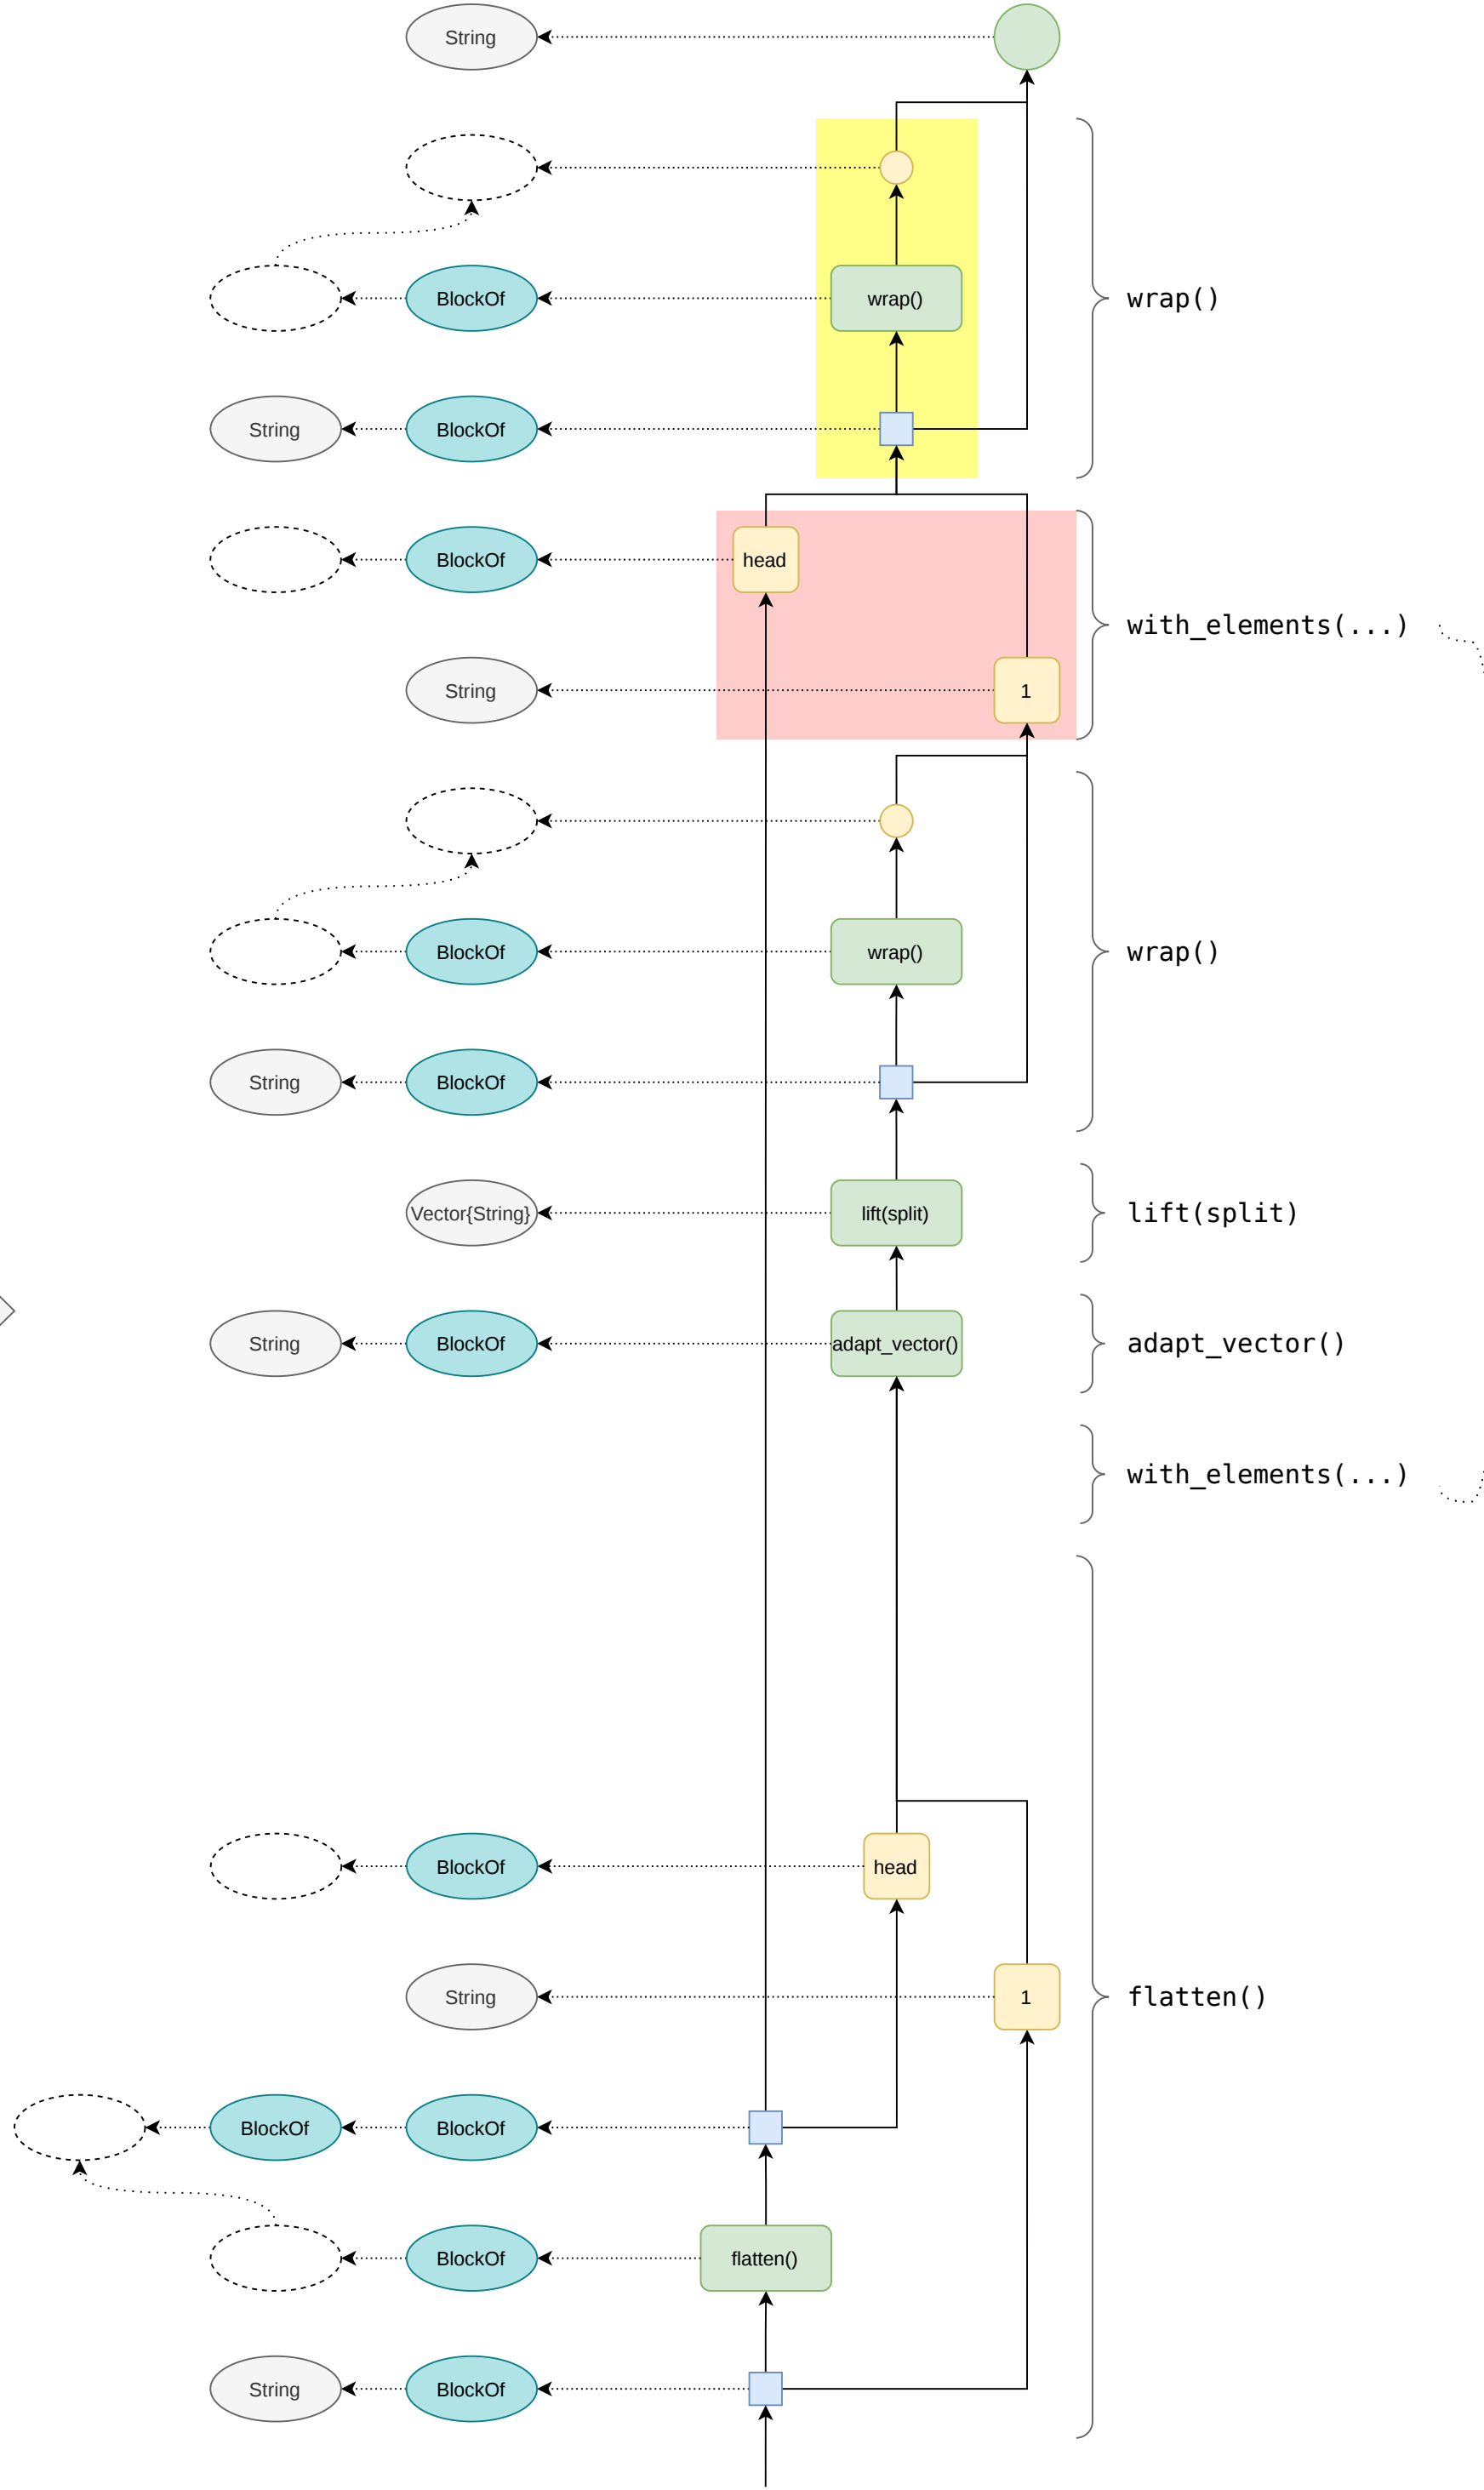 String
BlockOf
wrap()
wrap()
String
BlockOf
BlockOf
head
with_elements(...)
String
1
BlockOf
wrap()
wrap()
String
BlockOf
Vector{String}
lift(split)
lift(split)
String
BlockOf
adapt_vector()
adapt_vector()
with_elements(...)
BlockOf
head
String
1
flatten()
BlockOf
BlockOf
BlockOf
flatten()
String
BlockOf